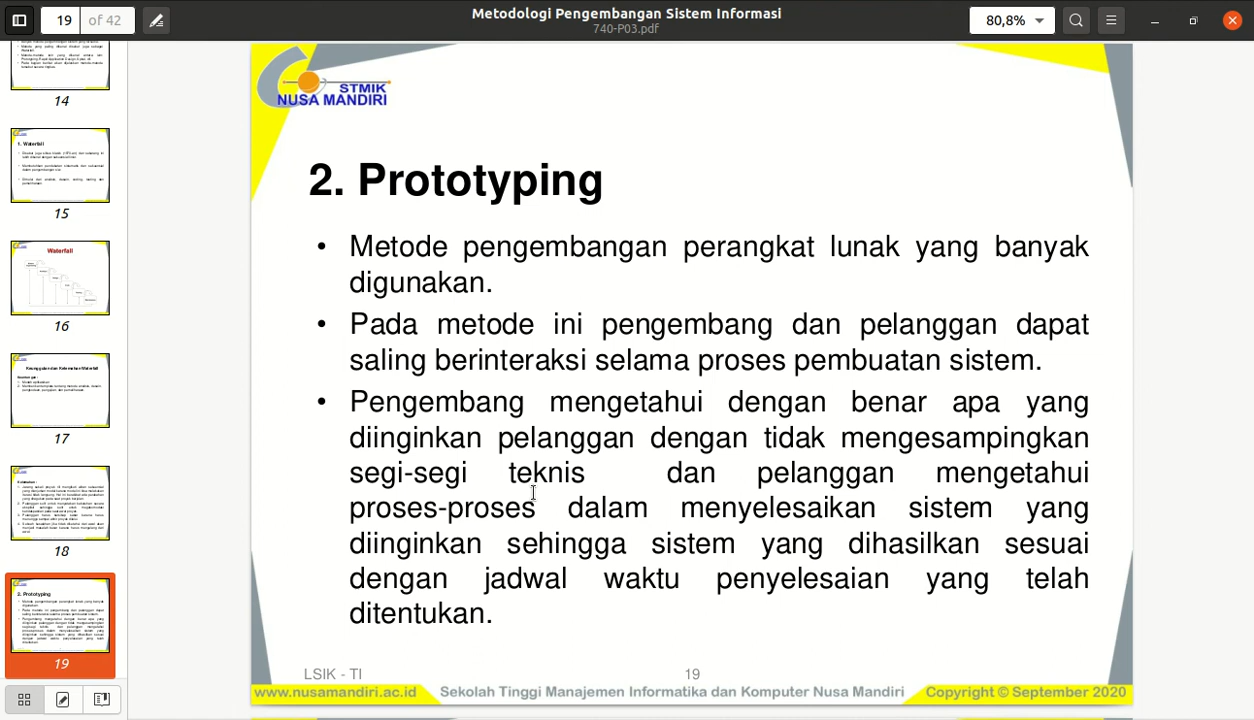 19 of 42
Metodologi Pengembangan Sistem Informasi
740-P03.pdf
80,8%
14
1. Waterfall
15
Waterfall
16
17
18
2. Prototyping
19
STMIK
NUSA MANDIRI
2. Prototyping
• Metode pengembangan perangkat lunak yang banyak
digunakan.
• Pada metode ini pengembang dan pelanggan dapat
saling berinteraksi selama proses pembuatan sistem.
• Pengembang mengetahui dengan benar apa yang
diinginkan pelanggan dengan tidak mengesampingkan
segi-segi teknis dan pelanggan mengetahui
proses-proses dalam menyelesaikan sistem yang
diinginkan sehingga sistem yang dihasilkan sesuai
dengan jadwal waktu penyelesaian yang telah
ditentukan.
LSIK - TI
19
www.nusamandiri.ac.id
Sekolah Tinggi Manajemen Informatika dan Komputer Nusa Mandiri
Copyright © September 2020